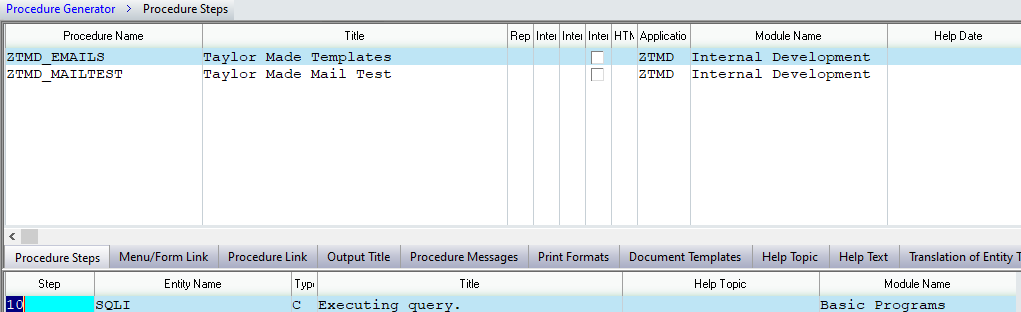 Procedure Generator > Procedure Steps
Procedure Name Title Rep Inter Inter Inter HTM Applicatio Module Name Help Date
ZTMD_EMAILS Taylor Made Templates ZTMD Internal Development
ZTMD_MAILTEST Taylor Made Mail Test ZTMD Internal Development
Procedure Steps Menu/Form Link Procedure Link Output Title Procedure Messages Print Formats Document Templates Help Topic Help Text Translation of Entity T
Step Entity Name Type Title Help Topic Module Name
10 SQLI C Executing query. Basic Programs